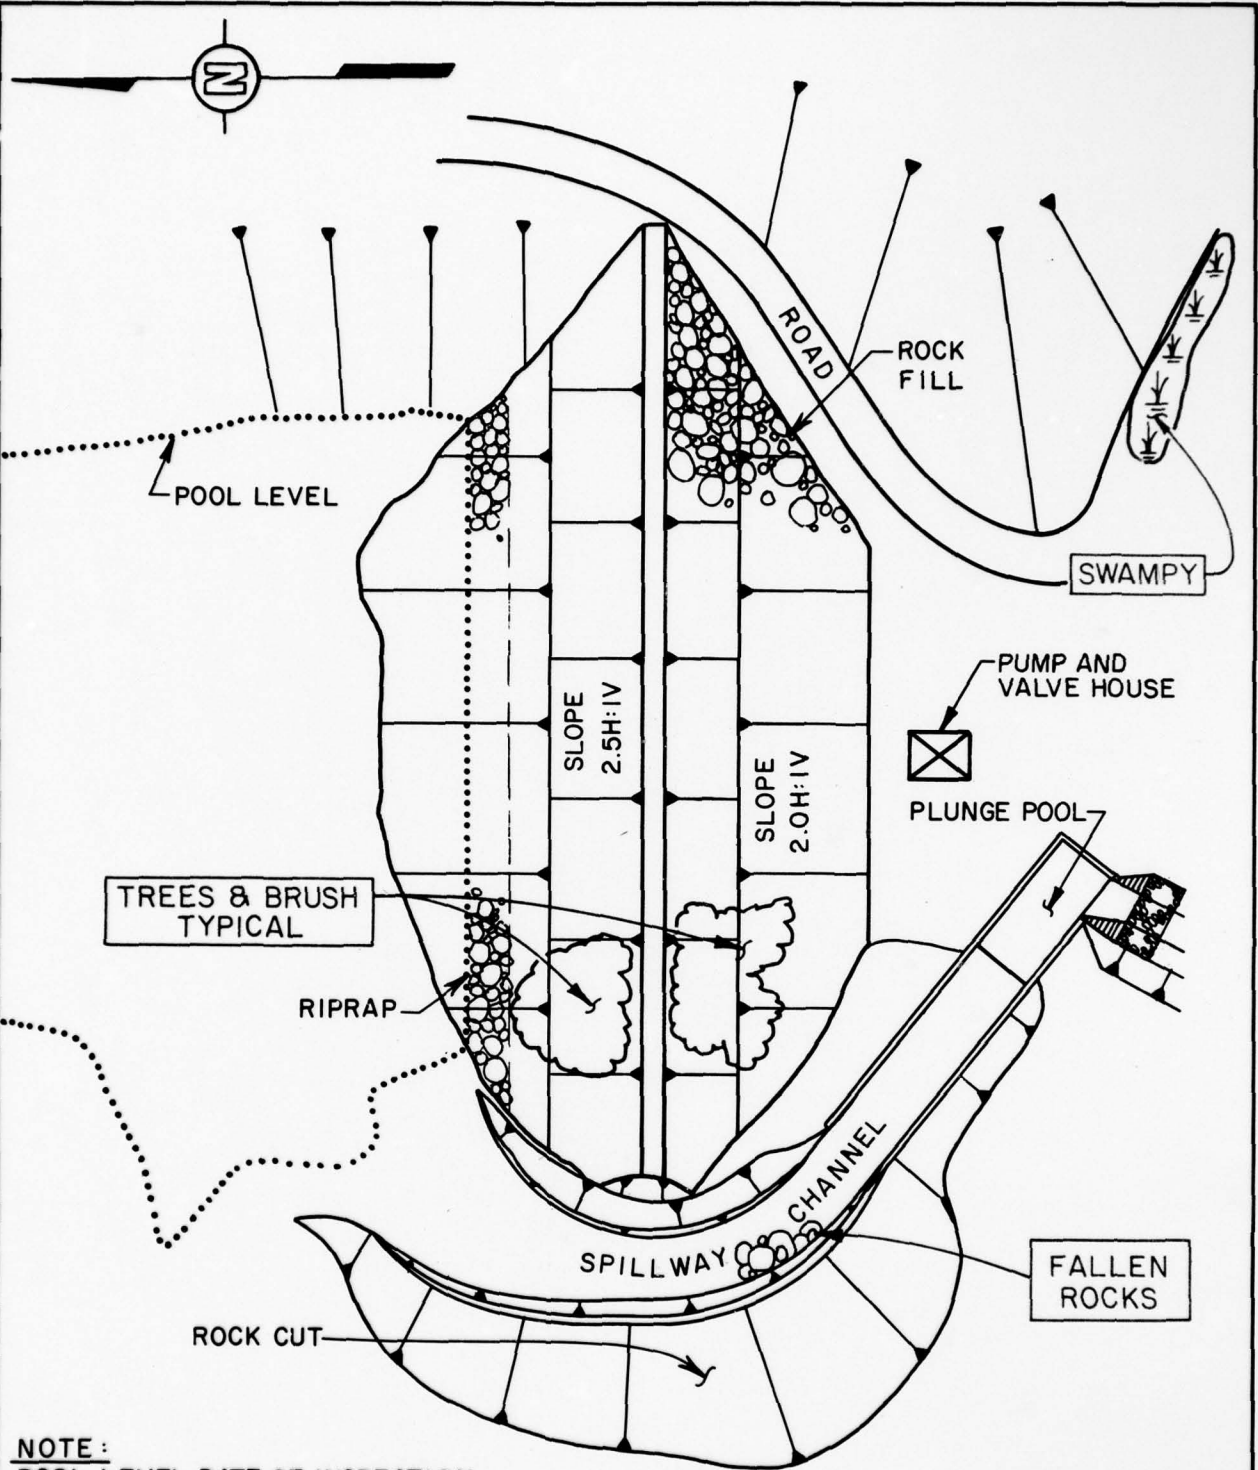 N
ROAD
ROCK
FILL
POOL LEVEL
SWAMPY
PUMP AND
VALVE HOUSE
SLOPE
2.5H:1V
SLOPE
2.0H:1V
PLUNGE POOL
TREES & BRUSH
TYPICAL
RIPRAP
SPILLWAY CHANNEL
FALLEN
ROCKS
ROCK CUT
NOTE: